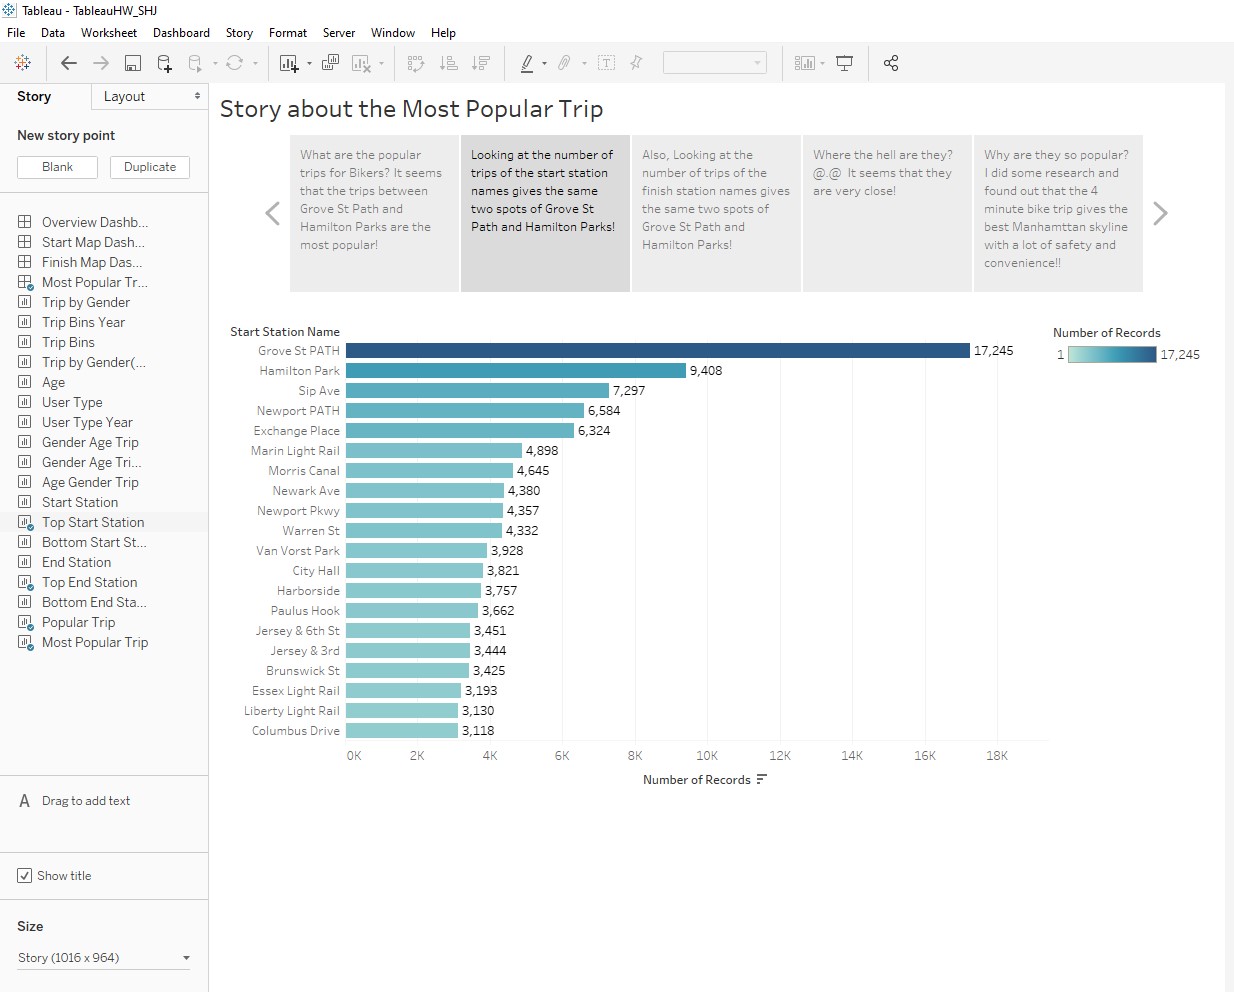 Tableau - TableauHW_SHJ
File Data Worksheet Dashboard Story Format Server Window Help
Story Layout
New story point
Blank Duplicate
Overview Dashb...
Start Map Dash...
Finish Map Das...
Most Popular Tr...
Trip by Gender
Trip Bins Year
Trip Bins
Trip by Gender(...
Age
User Type
User Type Year
Gender Age Trip
Gender Age Tri...
Age Gender Trip
Start Station
Top Start Station
Bottom Start St...
End Station
Top End Station
Bottom End Sta...
Popular Trip
Most Popular Trip
A Drag to add text
Show title
Size
Story (1016 x 964)
Story about the Most Popular Trip
What are the popular
trips for Bikers? It seems
that the trips between
Grove St Path and
Hamilton Parks are the
most popular!
Looking at the number of
trips of the start station
names gives the same
two spots of Grove St
Path and Hamilton Parks!
Also, Looking at the
number of trips of the
finish station names gives
the same two spots of
Grove St Path and
Hamilton Parks!
Where the hell are they?
@.@ It seems that they
are very close!
Why are they so popular?
I did some research and
found out that the 4
minute bike trip gives the
best Manhamttan skyline
with a lot of safety and
convenience!!
Start Station Name
Grove St PATH 17,245
Hamilton Park 9,408
Sip Ave 7,297
Newport PATH 6,584
Exchange Place 6,324
Marin Light Rail 4,898
Morris Canal 4,645
Newark Ave 4,380
Newport Pkwy 4,357
Warren St 4,332
Van Vorst Park 3,928
City Hall 3,821
Harborside 3,757
Paulus Hook 3,662
Jersey & 6th St 3,451
Jersey & 3rd 3,444
Brunswick St 3,425
Essex Light Rail 3,193
Liberty Light Rail 3,130
Columbus Drive 3,118
0K 2K 4K 6K 8K 10K 12K 14K 16K 18K
Number of Records
Number of Records
1 17,245